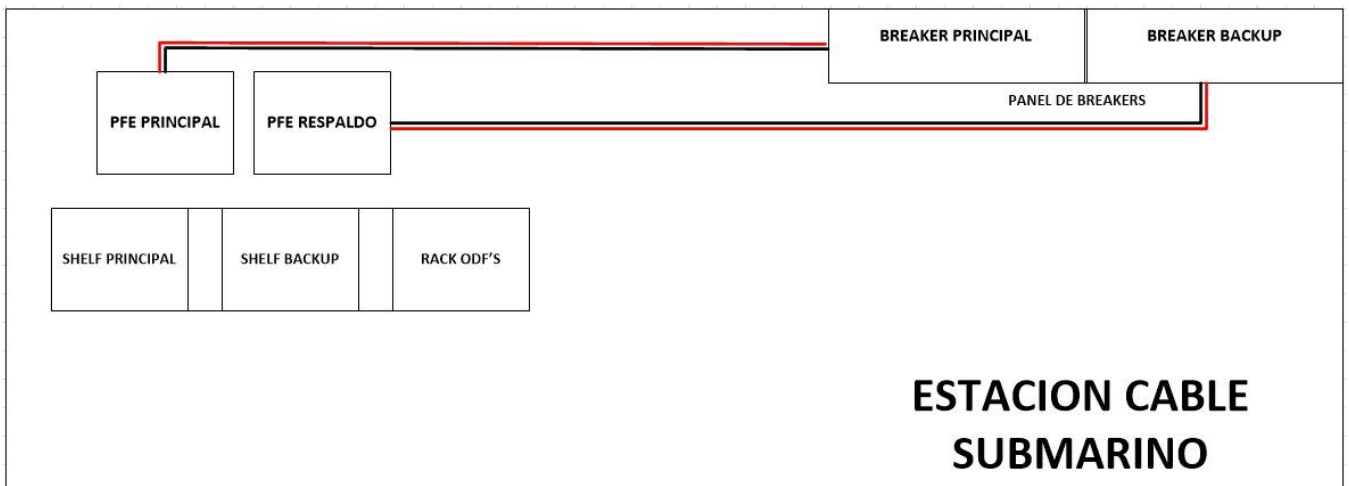 BREAKER PRINCIPAL
BREAKER BACKUP
PANEL DE BREAKERS
PFE PRINCIPAL
PFE RESPALDO
SHELF PRINCIPAL
SHELF BACKUP
RACK ODF'S
ESTACION CABLE
SUBMARINO